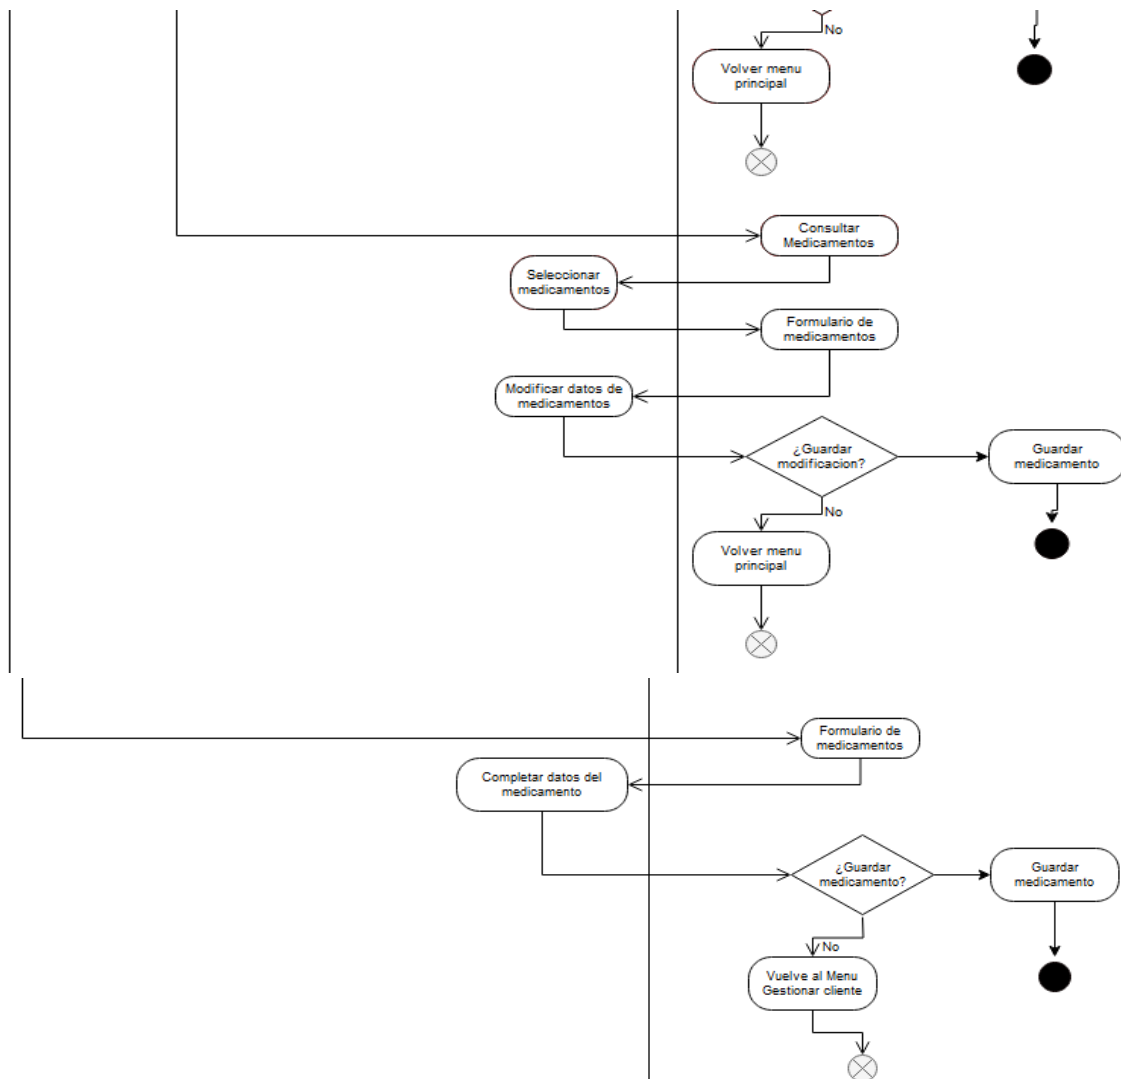 No
Volver menu
principal
Consultar
Medicamentos
Seleccionar
medicamentos
Formulario de
medicamentos
Modificar datos de
medicamentos
¿Guardar
modificacion?
Guardar
medicamento
No
Volver menu
principal
Formulario de
medicamentos
Completar datos del
medicamento
¿Guardar
medicamento?
Guardar
medicamento
No
Vuelve al Menu
Gestionar cliente